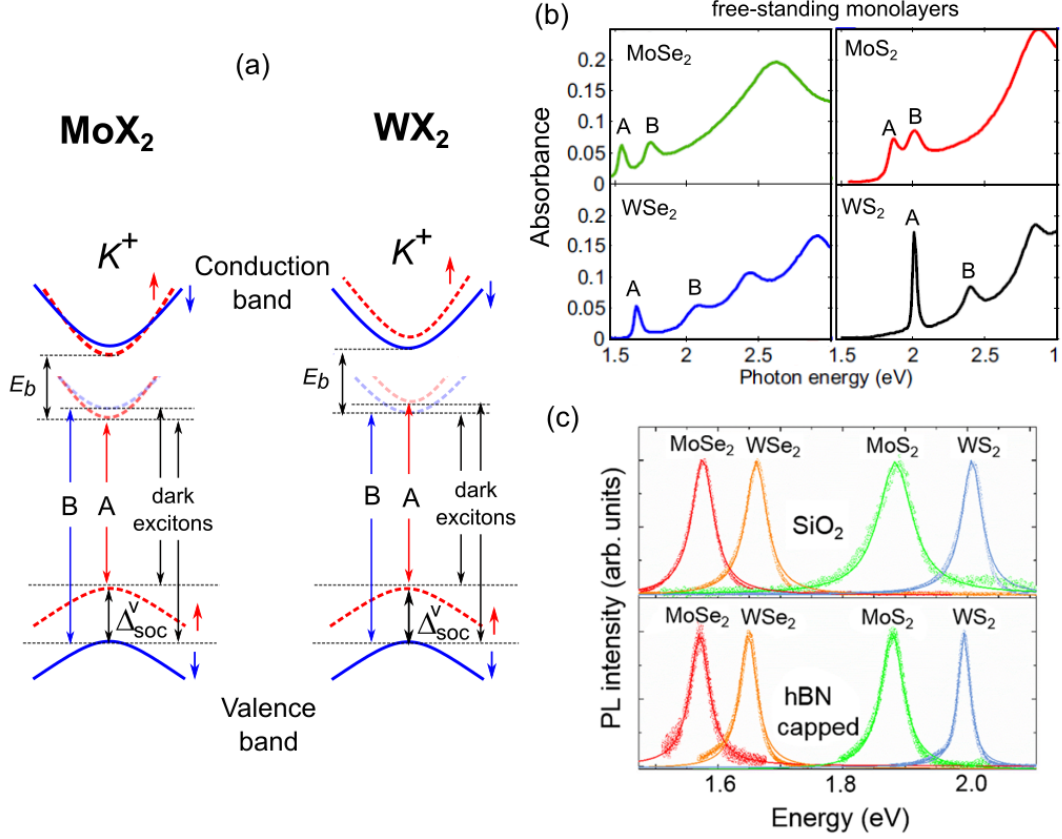 (a)
MoX2
WX2
K+
K+
Conduction
band
Eb
Eb
B
A
dark
excitons
B
A
dark
excitons
Δvsoc
Δvsoc
Valence
band
(b)
free-standing monolayers
Absorbance
MoSe2
A
B
0.2
0.15
0.1
0.05
0
MoS2
A
B
WSe2
A
B
0.2
0.15
0.1
0.05
0
WS2
A
B
1.5
2
2.5
1.5
2
2.5
1
Photon energy (eV)
(c)
PL intensity (arb. units)
MoSe2
WSe2
MoS2
WS2
SiO2
MoSe2
WSe2
MoS2
WS2
hBN
capped
1.6
1.8
2.0
Energy (eV)